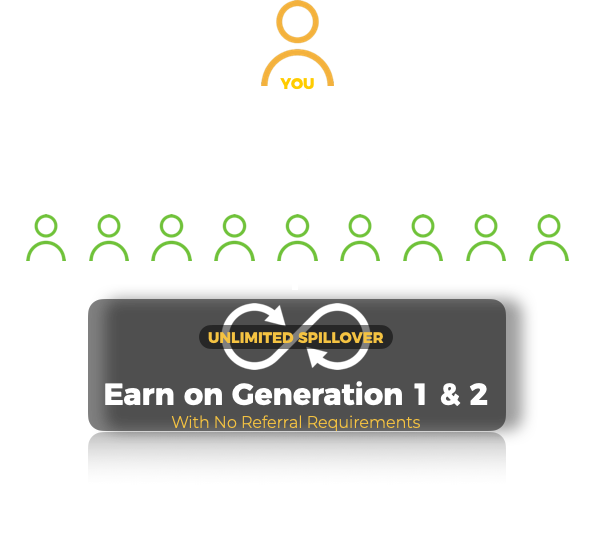 YOU
UNLIMITED SPILLOVER
Earn on Generation 1 & 2
With No Referral Requirements